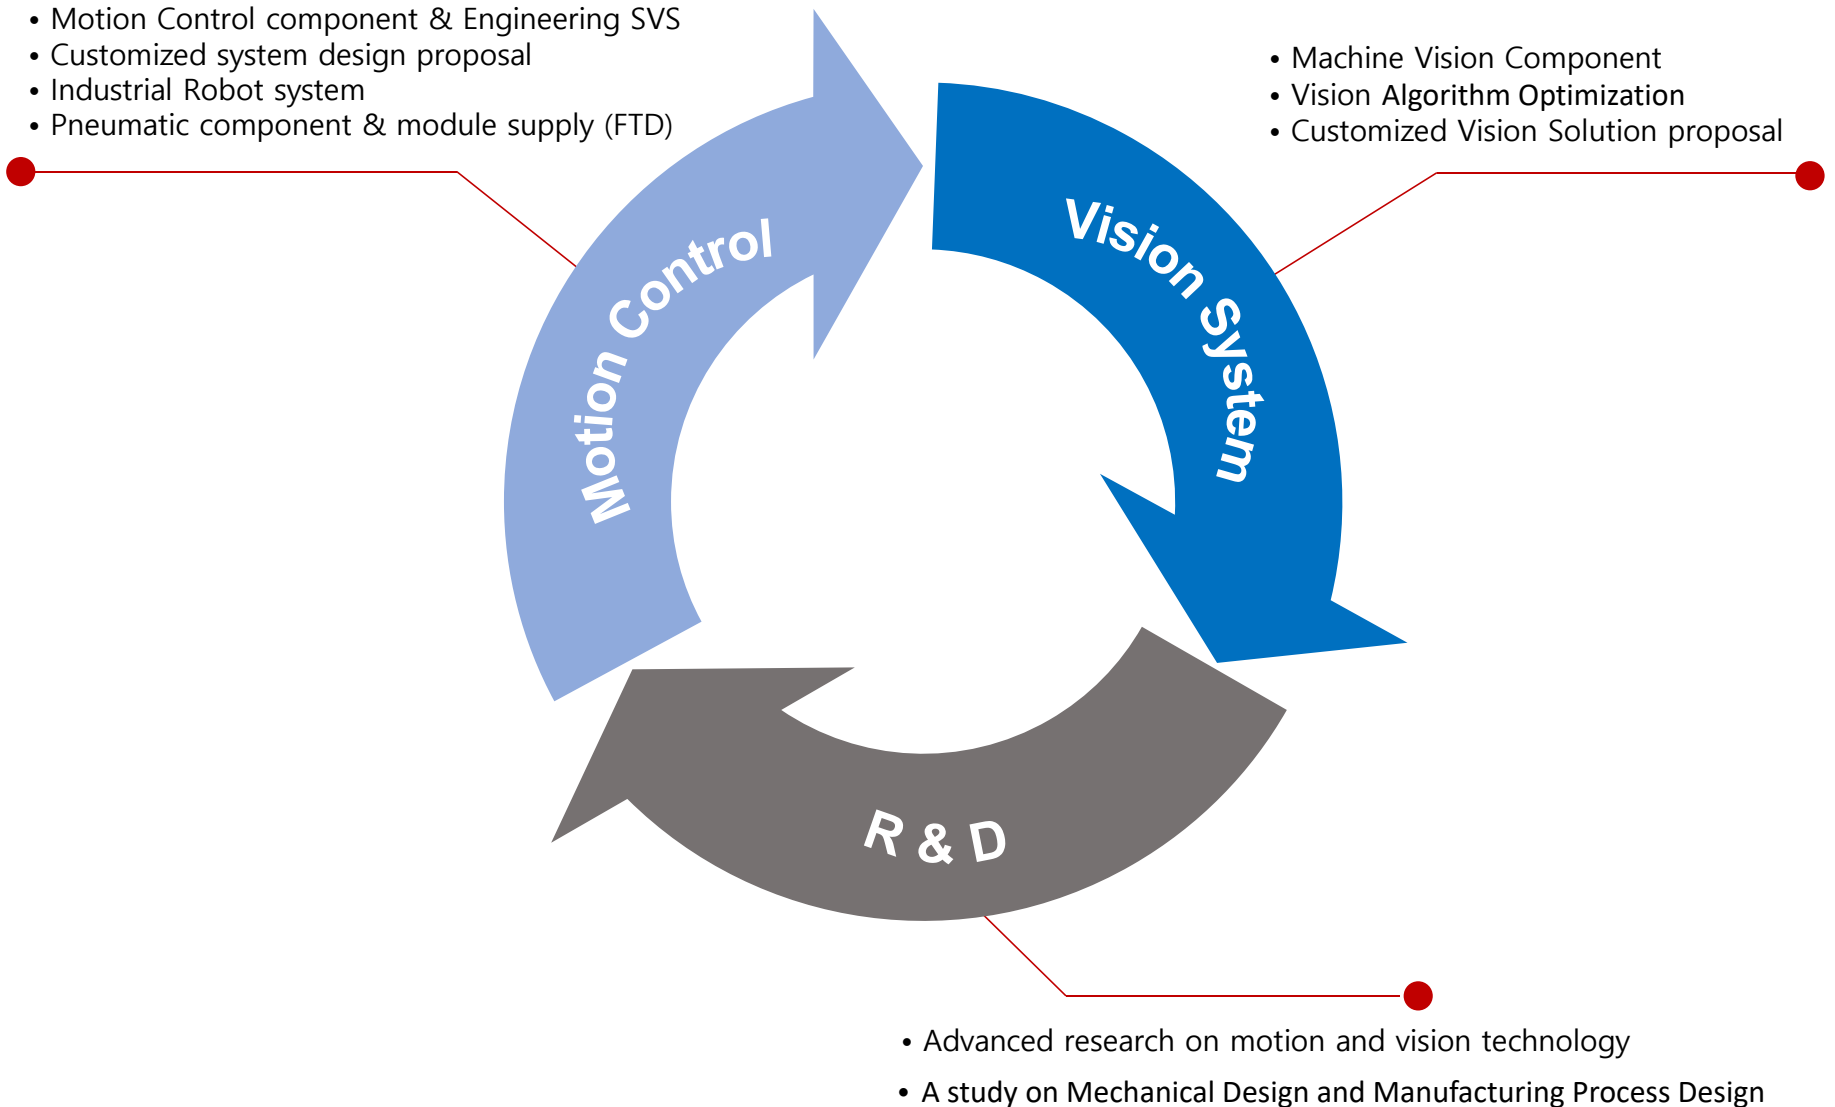 • Motion Control component & Engineering SVS
• Customized system design proposal
• Industrial Robot system
• Pneumatic component & module supply (FTD)
• Machine Vision Component
• Vision Algorithm Optimization
• Customized Vision Solution proposal
Motion Control
Vision System
R & D
• Advanced research on motion and vision technology
• A study on Mechanical Design and Manufacturing Process Design